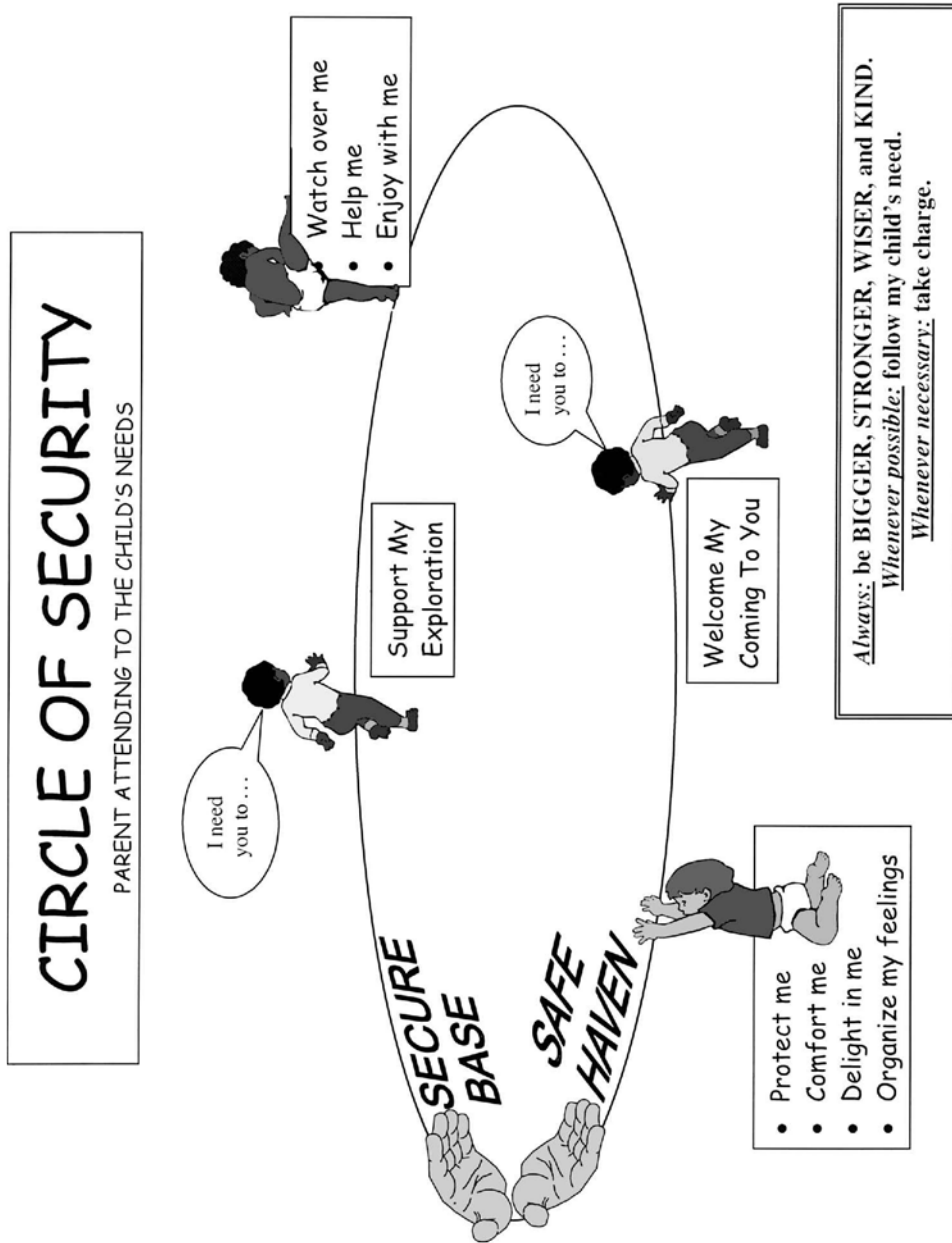 CIRCLE OF SECURITY
PARENT ATTENDING TO THE CHILD'S NEEDS
I need
you to . . .
Support My
Exploration
• Watch over me
• Help me
• Enjoy with me
SECURE
BASE
SAFE
HAVEN
I need
you to . . .
Welcome My
Coming To You
• Protect me
• Comfort me
• Delight in me
• Organize my feelings
Always: be BIGGER, STRONGER, WISER, and KIND.
Whenever possible: follow my child's need.
Whenever necessary: take charge.